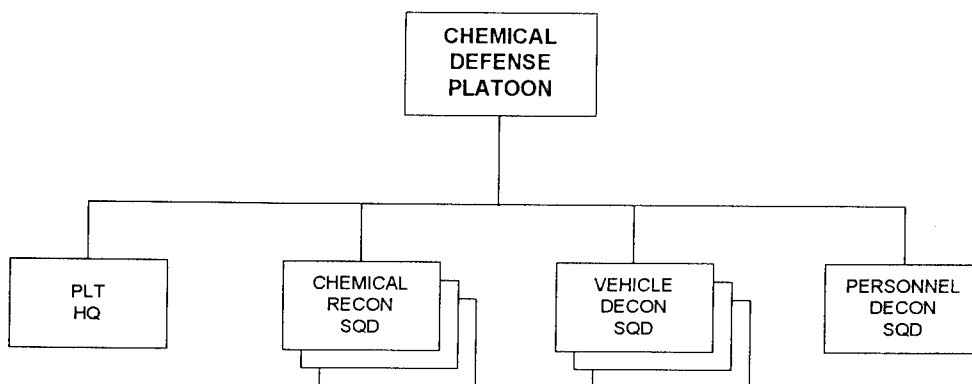 CHEMICAL
DEFENSE
PLATOON
PLT
HQ
CHEMICAL
RECON
SQD
VEHICLE
DECON
SQD
PERSONNEL
DECON
SQD